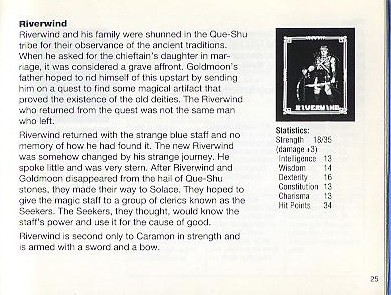 Riverwind
Riverwind and his family were shunned in the Que-Shu
tribe for their observance of the ancient traditions.
When he asked for the chieftain's daughter in mar-
riage, it was considered a grave affront. Goldmoon's
father hoped to rid himself of this upstart by sending
him on a quest to find some magical artifact that
proved the existence of the old deities. The Riverwind
who returned from the quest was not the same man
who left.
Riverwind returned with the strange blue staff and no
memory of how he had found it. The new Riverwind
was somehow changed by his strange journey. He
spoke little and was very stern. After Riverwind and
Goldmoon disappeared from the hail of Que-Shu
stones, they made their way to Solace. They hoped to
give the magic staff to a group of clerics known as the
Seekers. The Seekers, they thought, would know the
staff's power and use it for the cause of good.
Riverwind is second only to Caramon in strength and
is armed with a sword and a bow.
RIVERWIND
Statistics:
Strength 18/35
(damage +3)
Intelligence 13
Wisdom 14
Dexterity 16
Constitution 13
Charisma 13
Hit Points 34
25